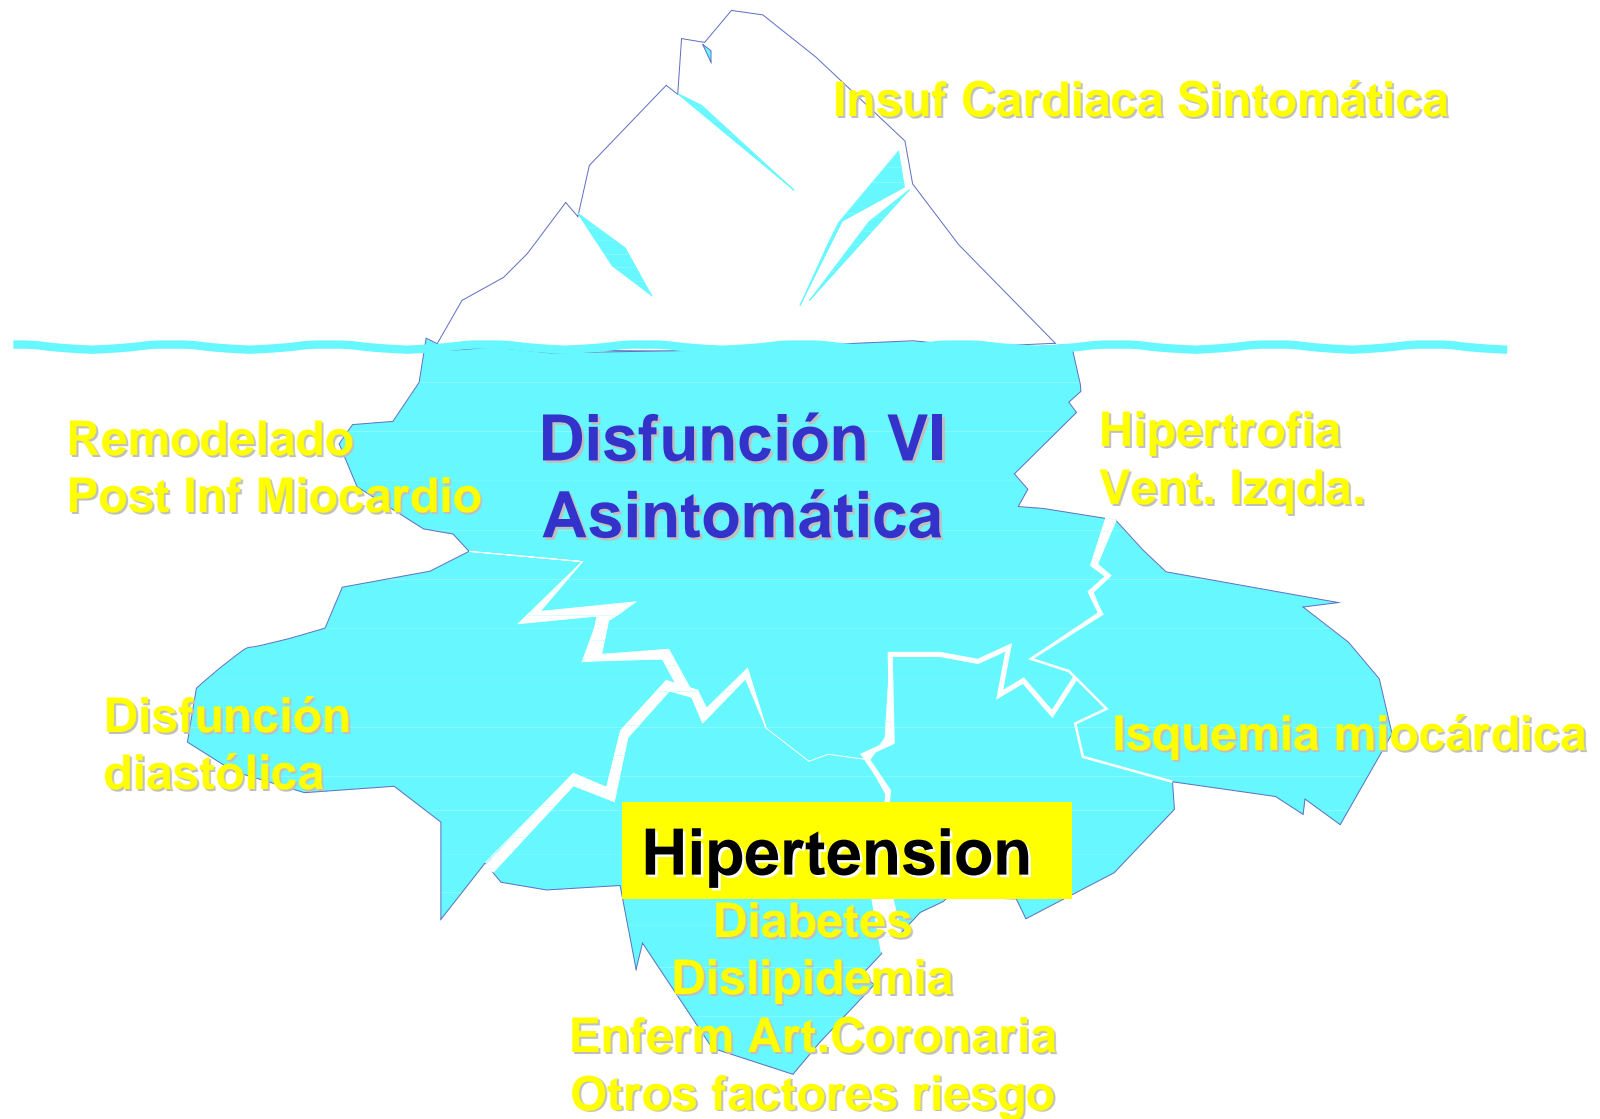 Insuf Cardiaca Sintomática
Remodelado
Post Inf Miocardio
Disfunción VI
Asintomática
Hipertrofia
Vent. Izqda.
Disfunción
diastólica
Isquemia miocárdica
Hipertension
Diabetes
Dislipidemia
Enferm Art.Coronaria
Otros factores riesgo